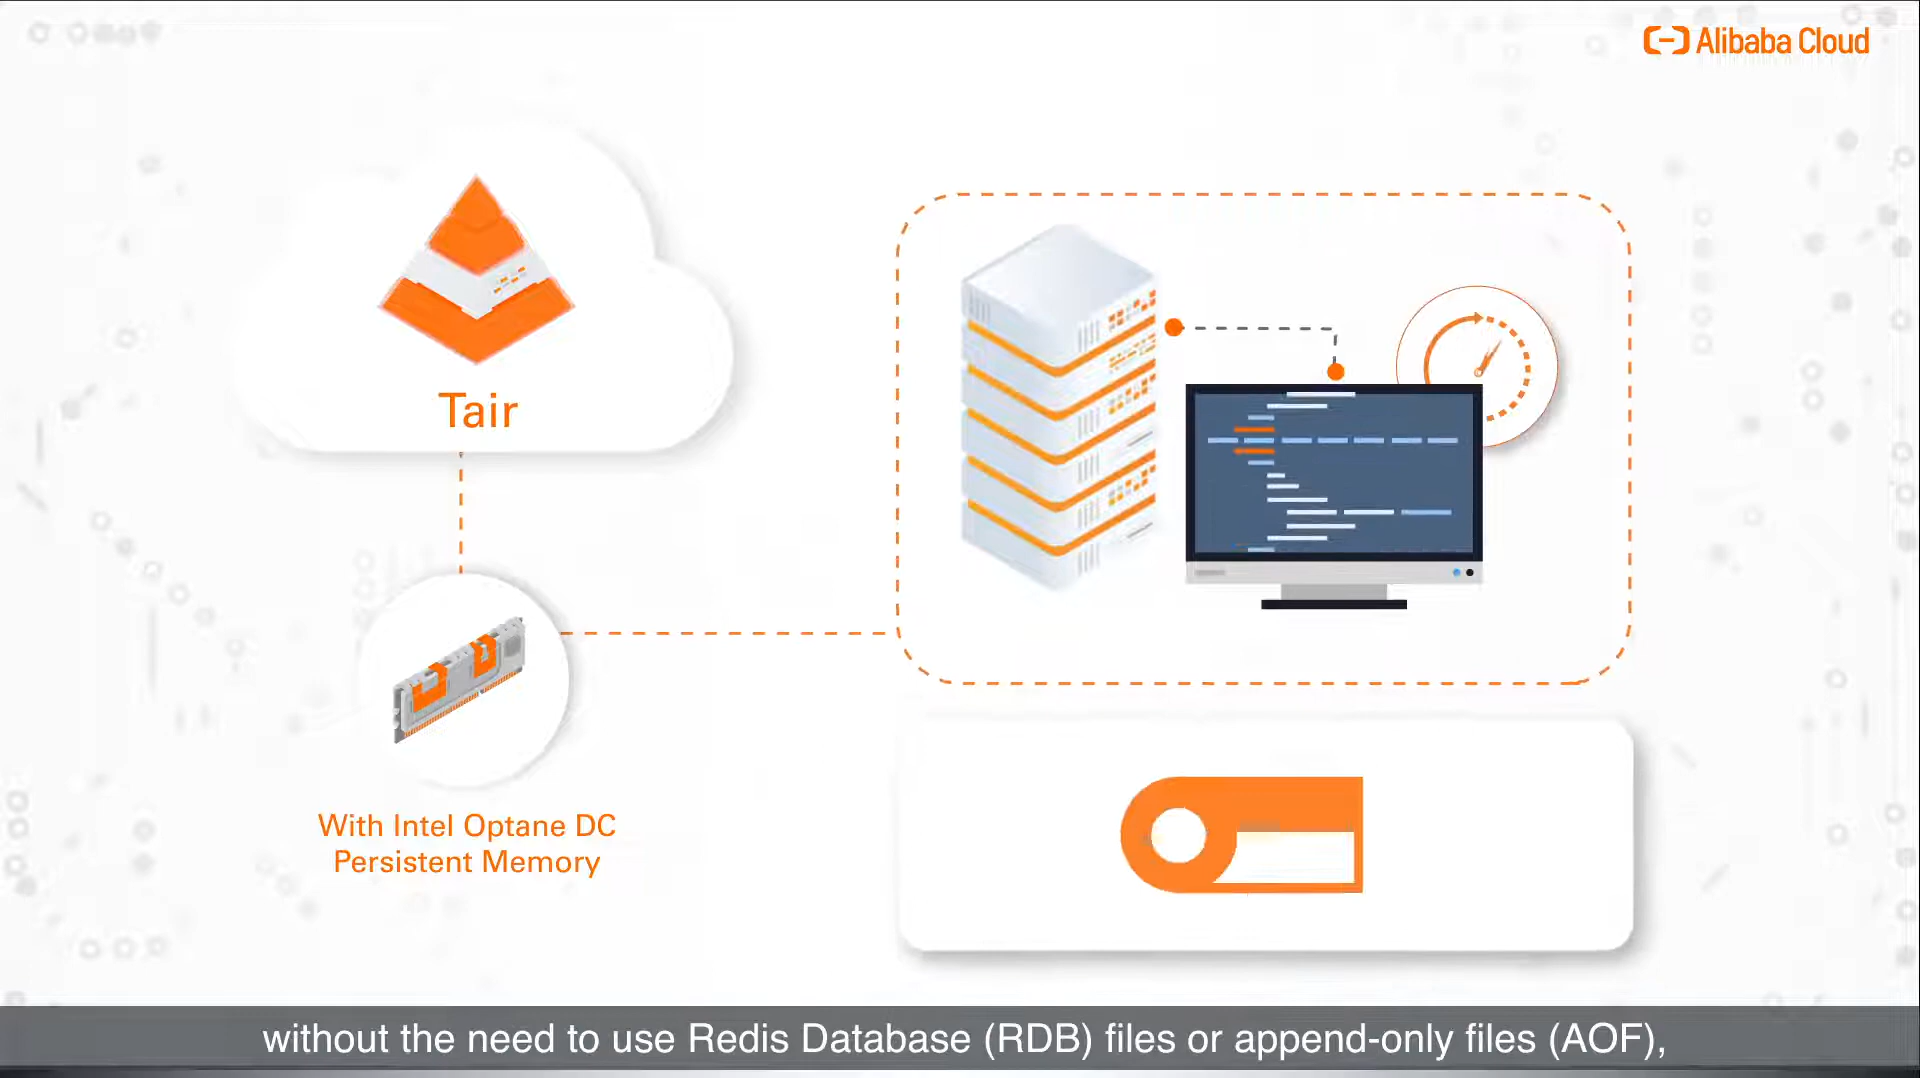 Alibaba Cloud
Tair
With Intel Optane DC
Persistent Memory
without the need to use Redis Database (RDB) files or append-only files (AOF),